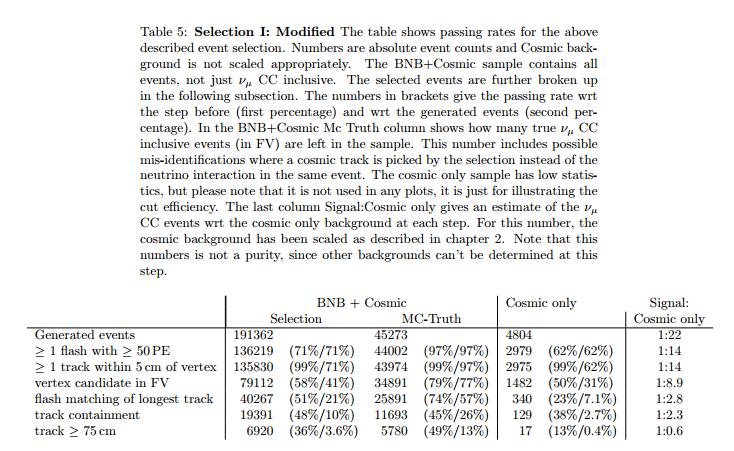 Table 5: Selection I: Modified The table shows passing rates for the above
described event selection. Numbers are absolute event counts and Cosmic back-
ground is not scaled appropriately. The BNB+Cosmic sample contains all
events, not just νμ CC inclusive. The selected events are further broken up
in the following subsection. The numbers in brackets give the passing rate wrt
the step before (first percentage) and wrt the generated events (second per-
centage). In the BNB+Cosmic Mc Truth column shows how many true νμ CC
inclusive events (in FV) are left in the sample. This number includes possible
mis-identifications where a cosmic track is picked by the selection instead of the
neutrino interaction in the same event. The cosmic only sample has low statis-
tics, but please note that it is not used in any plots, it is just for illustrating the
cut efficiency. The last column Signal:Cosmic only gives an estimate of the νμ
CC events wrt the cosmic only background at each step. For this number, the
cosmic background has been scaled as described in chapter 2. Note that this
numbers is not a purity, since other backgrounds can't be determined at this
step.
BNB + Cosmic Cosmic only Signal:
Selection MC-Truth Cosmic only
Generated events 191362 45273 4804 1:22
≥ 1 flash with ≥ 50 PE 136219 (71%/71%) 44002 (97%/97%) 2979 (62%/62%) 1:14
≥ 1 track within 5 cm of vertex 135830 (99%/71%) 43974 (99%/97%) 2975 (99%/62%) 1:14
vertex candidate in FV 79112 (58%/41%) 34891 (79%/77%) 1482 (50%/31%) 1:8.9
flash matching of longest track 40267 (51%/21%) 25891 (74%/57%) 340 (23%/7.1%) 1:2.8
track containment 19391 (48%/10%) 11693 (45%/26%) 129 (38%/2.7%) 1:2.3
track ≥ 75 cm 6920 (36%/3.6%) 5780 (49%/13%) 17 (13%/0.4%) 1:0.6